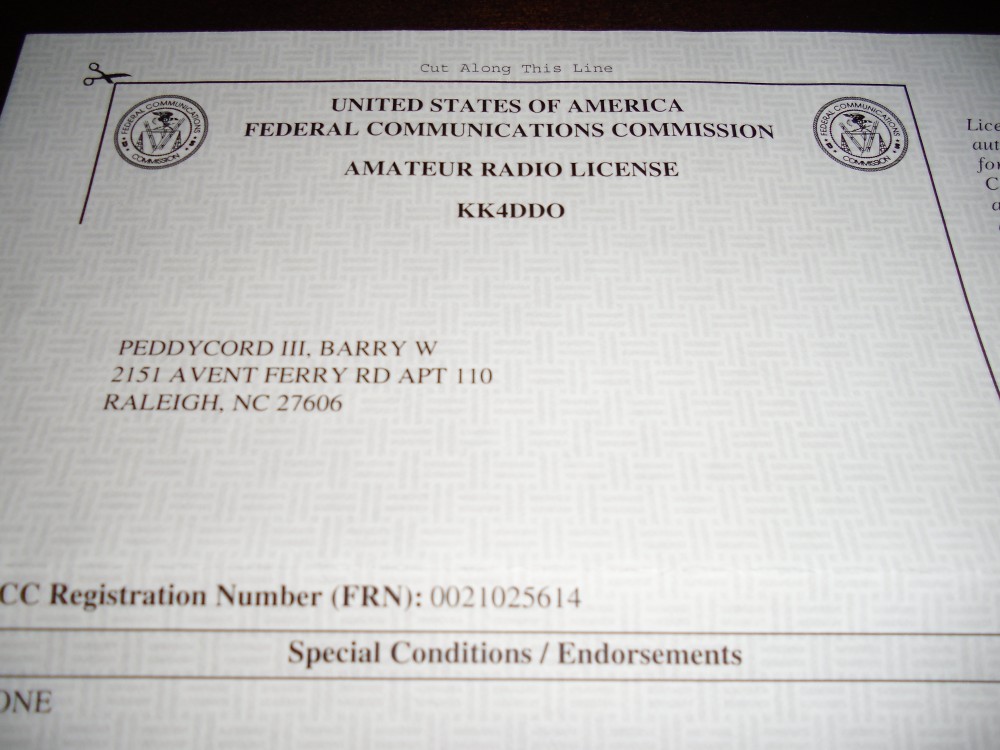 Cut Along This Line
UNITED STATES OF AMERICA
FEDERAL COMMUNICATIONS COMMISSION
FEDERAL COMMUNICATIONS COMMISSION
FEDERAL COMMUNICATIONS COMMISSION
AMATEUR RADIO LICENSE
KK4DDO
Lice
aut
for
C
a
PEDDYCORD III, BARRY W
2151 AVENT FERRY RD APT 110
RALEIGH, NC 27606
CC Registration Number (FRN): 0021025614
Special Conditions / Endorsements
ONE